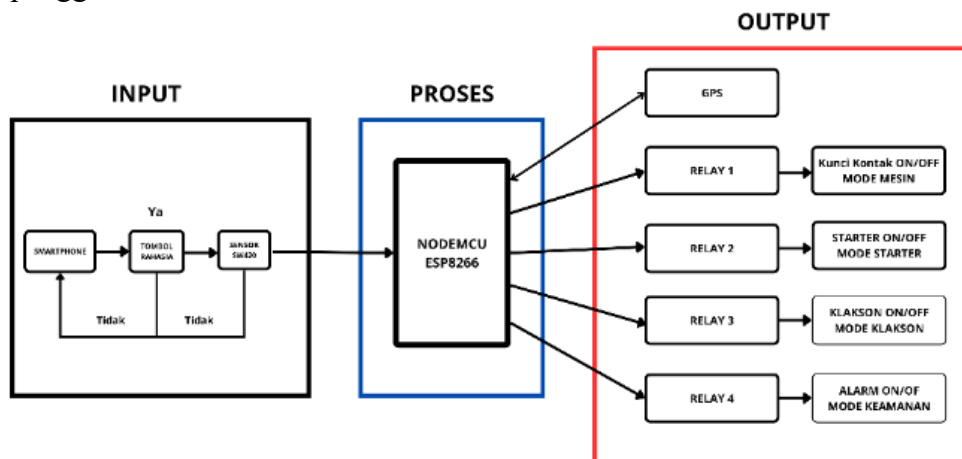 OUTPUT
INPUT
PROSES
GPS
Kunci Kontak ON/OFF
MODE MESIN
RELAY 1
Ya
SMARTPHONE
TOMBOL
RAHASIA
SENSOR
SW420
NODEMCU
ESP8266
RELAY 2
STARTER ON/OFF
MODE STARTER
Tidak
Tidak
RELAY 3
KLAKSON ON/OFF
MODE KLAKSON
RELAY 4
ALARM ON/OF
MODE KEAMANAN